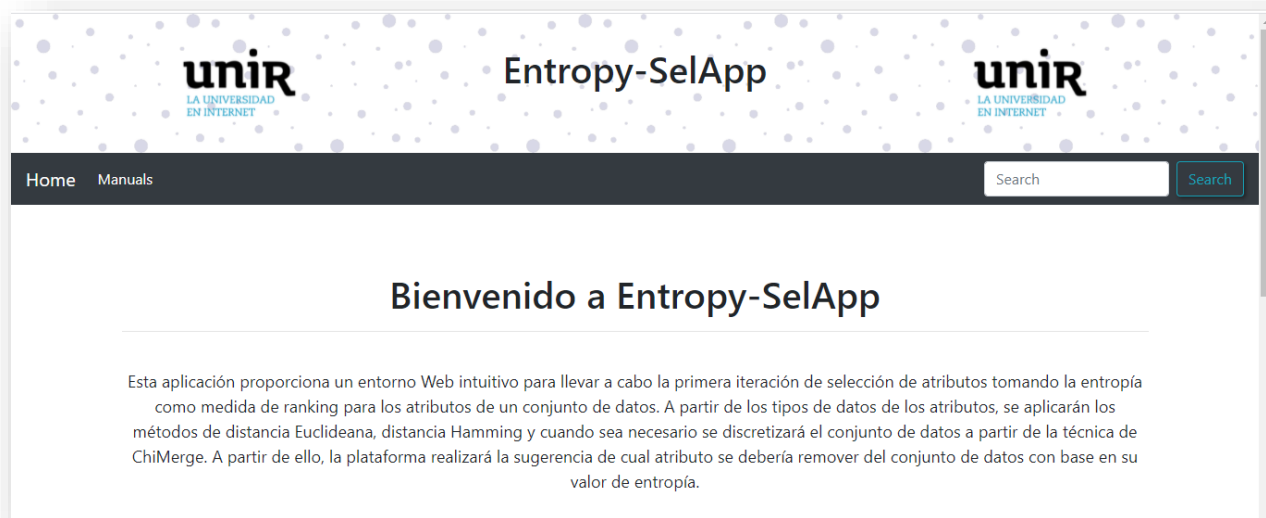 unir
LA UNIVERSIDAD
EN INTERNET
Entropy-SelApp
unir
LA UNIVERSIDAD
EN INTERNET
Home Manuals Search Search
Bienvenido a Entropy-SelApp
Esta aplicación proporciona un entorno Web intuitivo para llevar a cabo la primera iteración de selección de atributos tomando la entropía
como medida de ranking para los atributos de un conjunto de datos. A partir de los tipos de datos de los atributos, se aplicarán los
métodos de distancia Euclideana, distancia Hamming y cuando sea necesario se discretizará el conjunto de datos a partir de la técnica de
ChiMerge. A partir de ello, la plataforma realizará la sugerencia de cual atributo se debería remover del conjunto de datos con base en su
valor de entropía.